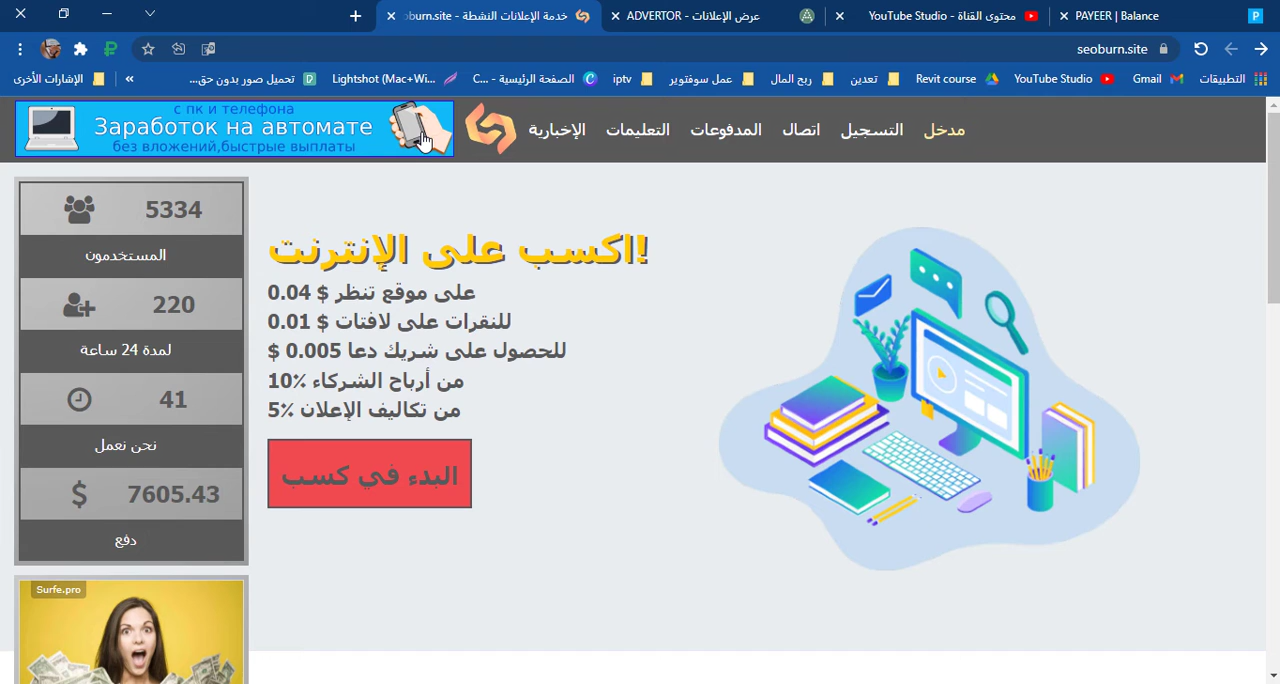 خدمة الإعلانات النشطة - oburn.site
عرض الإعلانات - ADVERTOR
محتوى القناة - YouTube Studio
PAYEER | Balance
P
seoburn.site
التطبيقات
Gmail
YouTube Studio
Revit course
تعدين
ربح المال
عمل سوفتوير
iptv
الصفحة الرئيسية - C...
Lightshot (Mac+Wi...
تحميل صور بدون حق...
»
الإشارات الأخرى
с пк и телефона
Заработок на автомате
без вложений,быстрые выплаты
مدخل
التسجيل
اتصال
المدفوعات
التعليمات
الإخبارية
5334
المستخدمون
220
لمدة 24 ساعة
41
نحن نعمل
$ 7605.43
دفع
اكسب على الإنترنت!
على موقع تنظر $ 0.04
للنقرات على لافتات $ 0.01
للحصول على شريك دعا 0.005 $
من أرباح الشركاء 10٪
من تكاليف الإعلان 5٪
البدء في كسب
Surfe.pro